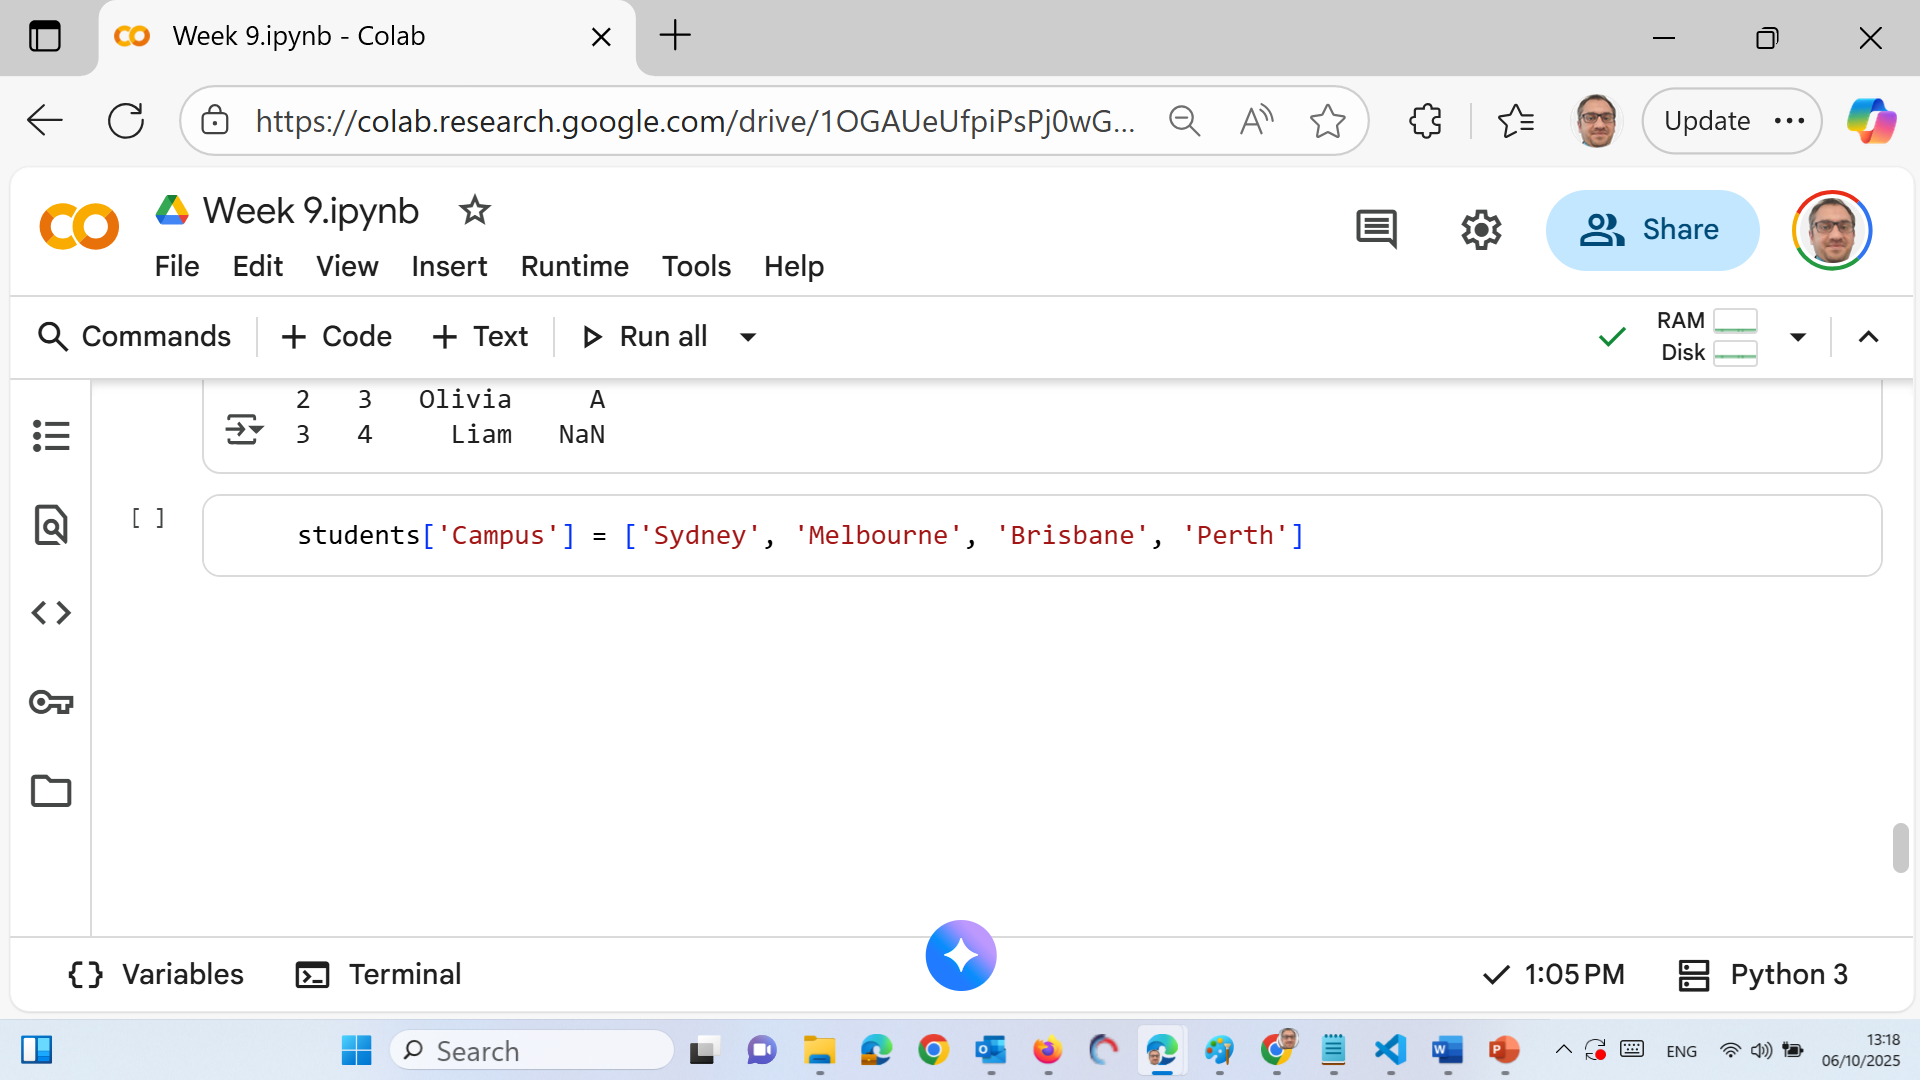 Week 9.ipynb - Colab
https://colab.research.google.com/drive/1OGAUeUfpiPsPj0wG...
Update
Week 9.ipynb
File Edit View Insert Runtime Tools Help
Share
Commands + Code + Text Run all
RAM
Disk
2 3 Olivia A
3 4 Liam NaN
[ ] students['Campus'] = ['Sydney', 'Melbourne', 'Brisbane', 'Perth']
Variables Terminal
1:05 PM Python 3
Search
ENG
13:18
06/10/2025